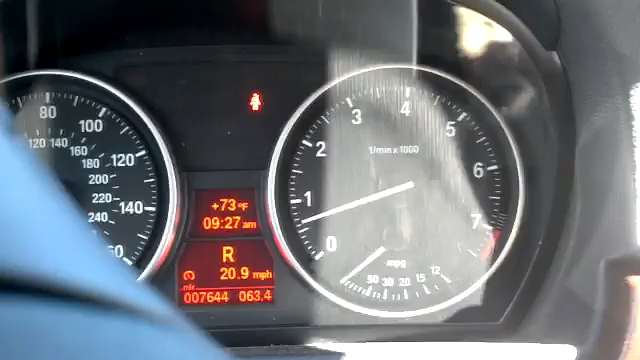 80
100
120
140
120 140
160
180
200
220
240
+73 °F
09:27 am
R
20.9 mph
mls
007644 063.4
0
1
2
3
4
5
6
7
1/min x 1000
mpg
50 30 20 15 12